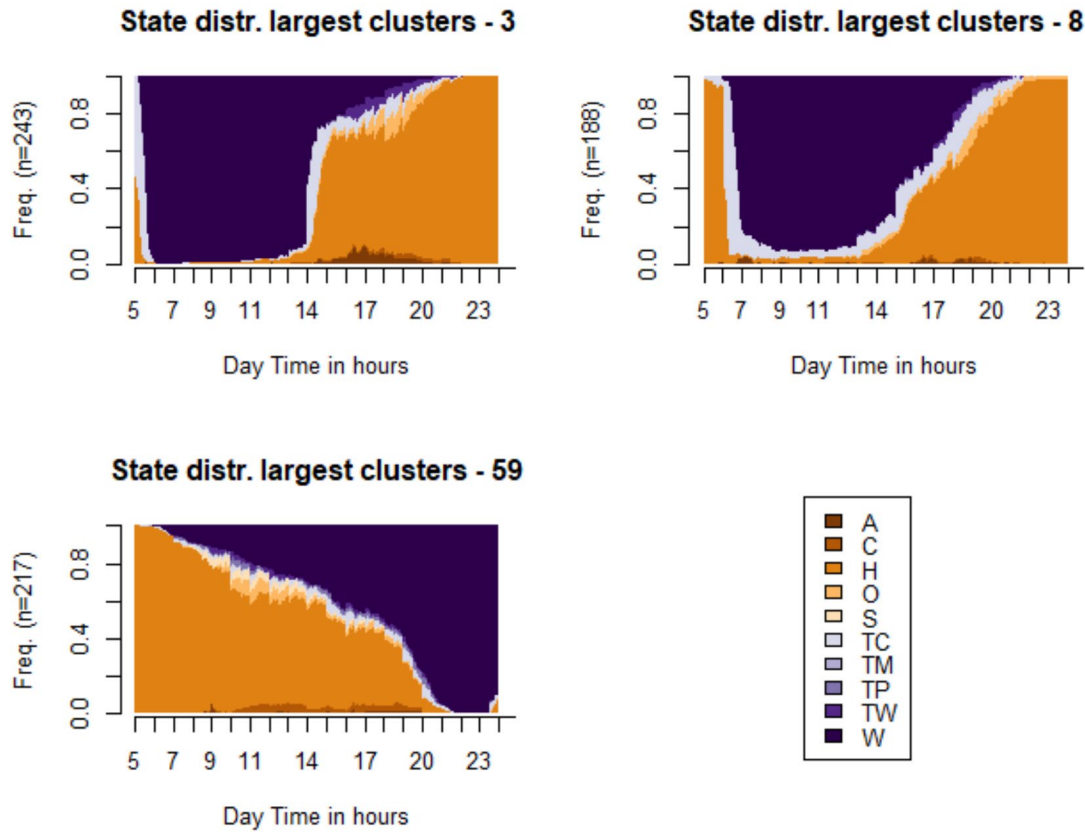 State distr. largest clusters - 3
Freq. (n=243)
0.8
0.4
0.0
5 7 9 11 14 17 20 23
Day Time in hours
State distr. largest clusters - 8
Freq. (n=188)
0.8
0.4
0.0
5 7 9 11 14 17 20 23
Day Time in hours
State distr. largest clusters - 59
Freq. (n=217)
0.8
0.4
0.0
5 7 9 11 14 17 20 23
Day Time in hours
A
C
H
O
S
TC
TM
TP
TW
W